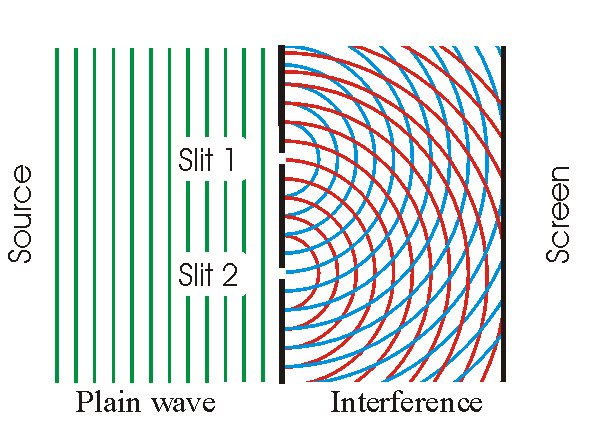 Source
Slit 1
Slit 2
Screen
Plain wave
Interference